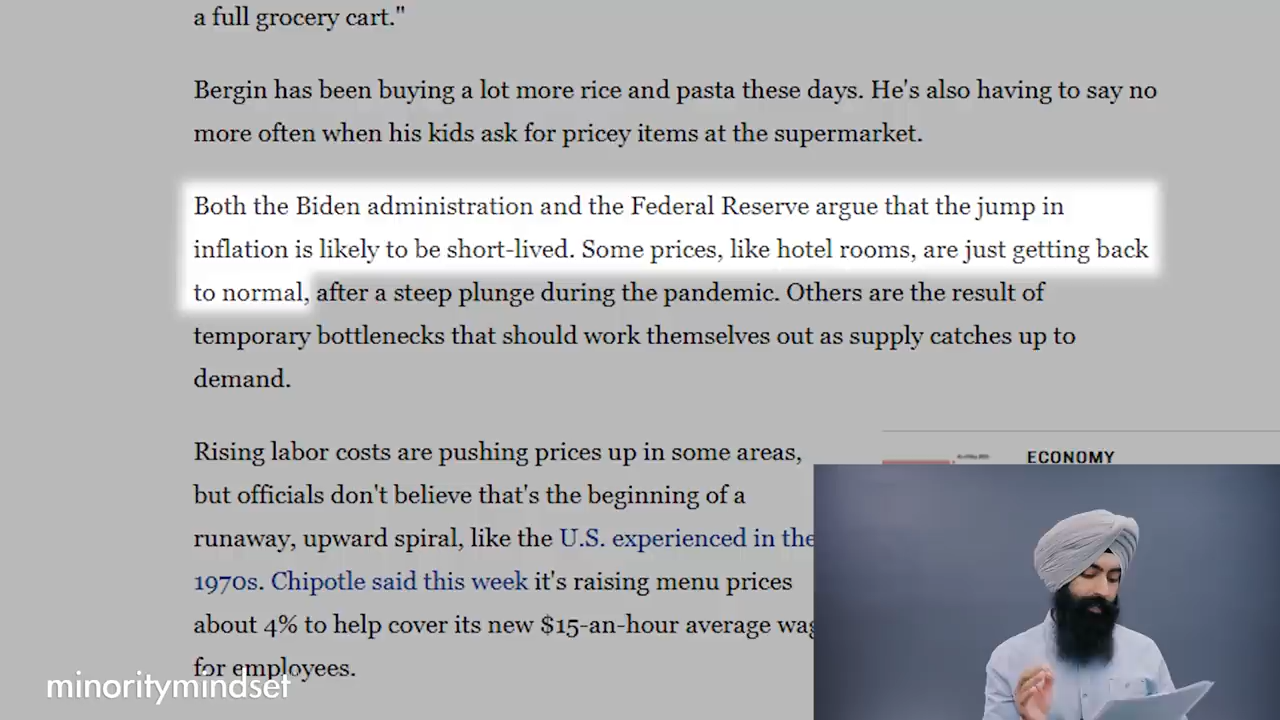 a full grocery cart."
Bergin has been buying a lot more rice and pasta these days. He's also having to say no
more often when his kids ask for pricey items at the supermarket.
Both the Biden administration and the Federal Reserve argue that the jump in
inflation is likely to be short-lived. Some prices, like hotel rooms, are just getting back
to normal, after a steep plunge during the pandemic. Others are the result of
temporary bottlenecks that should work themselves out as supply catches up to
demand.
Rising labor costs are pushing prices up in some areas,
but officials don't believe that's the beginning of a
runaway, upward spiral, like the U.S. experienced in the
1970s. Chipotle said this week it's raising menu prices
about 4% to help cover its new $15-an-hour average wag
for employees.
ECONOMY
minoritymindset